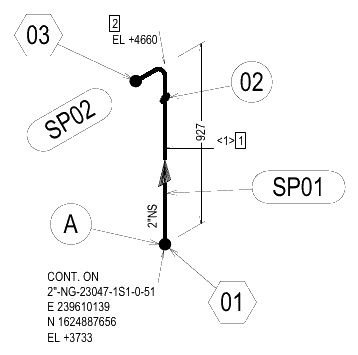 2
EL +4660
03
02
SP02
927
<1> 1
SP01
2"NS
A
01
CONT. ON
2"-NG-23047-1S1-0-51
E 239610139
N 1624887656
EL +3733